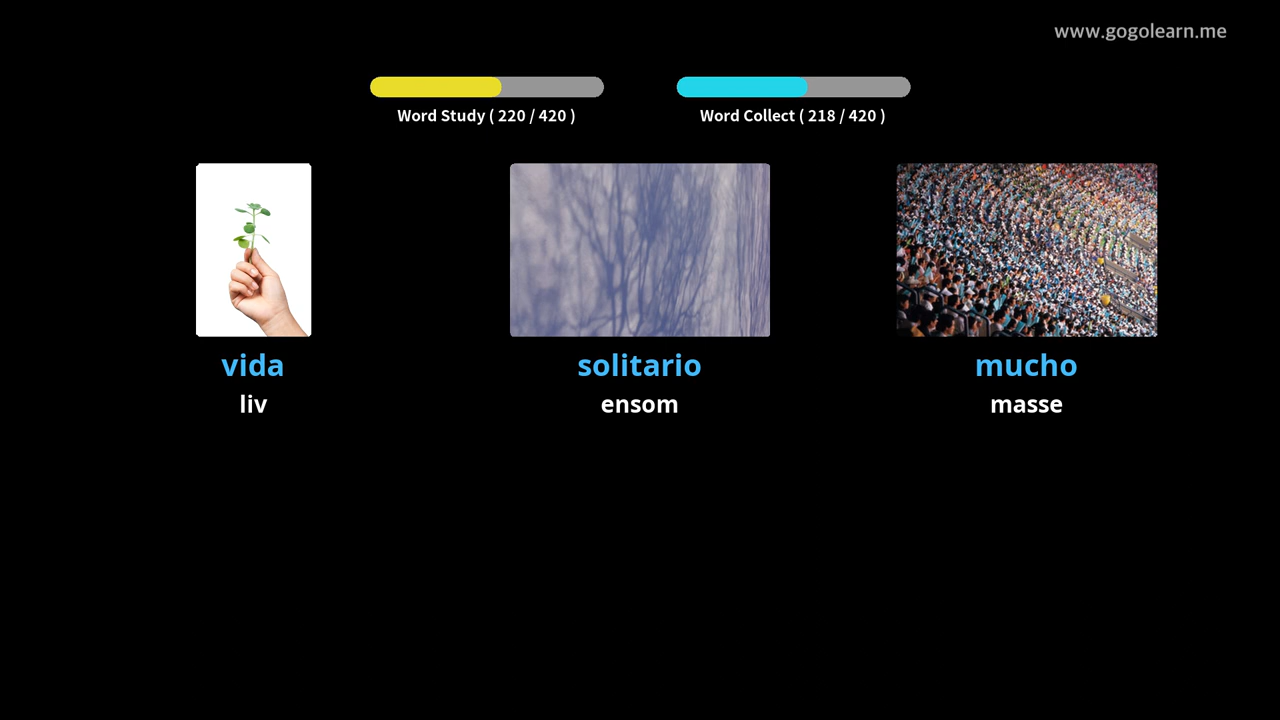 www.gogolearn.me
Word Study ( 220 / 420 )
Word Collect ( 218 / 420 )
vida
liv
solitario
ensom
mucho
masse